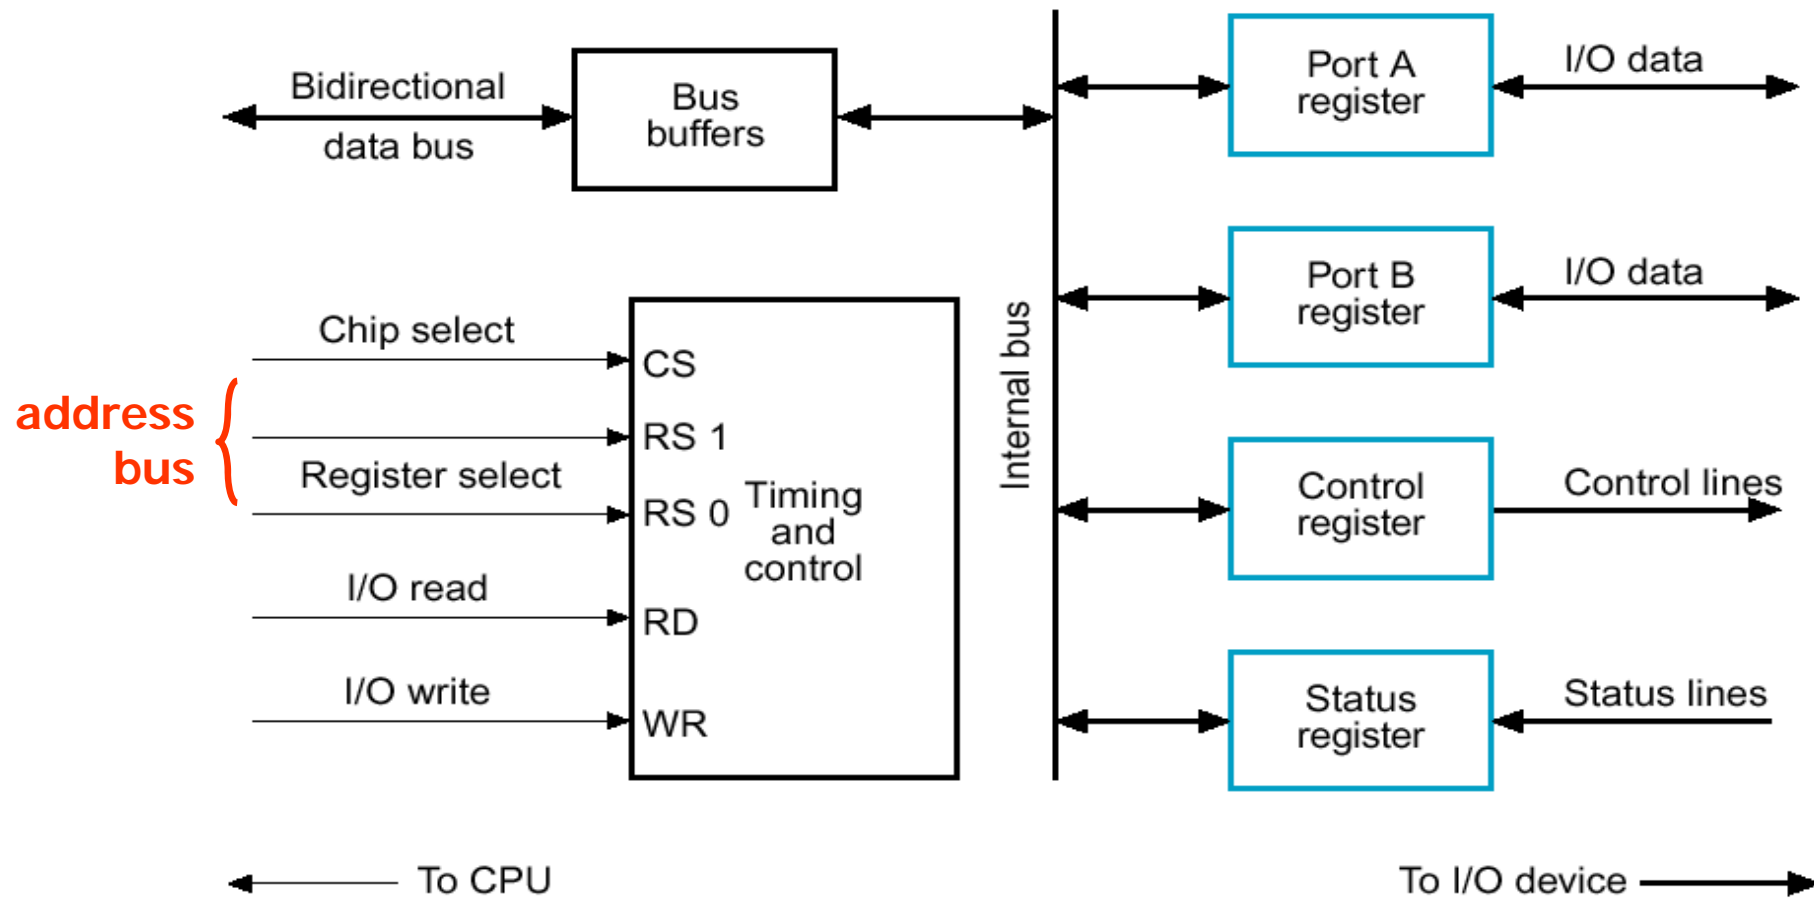 Bidirectional
data bus
Bus
buffers
Port A
register
I/O data
Port B
register
I/O data
Chip select
CS
address
bus
RS 1
Register select
RS 0
Timing
and
control
I/O read
RD
I/O write
WR
Internal bus
Control
register
Control lines
Status
register
Status lines
To CPU
To I/O device